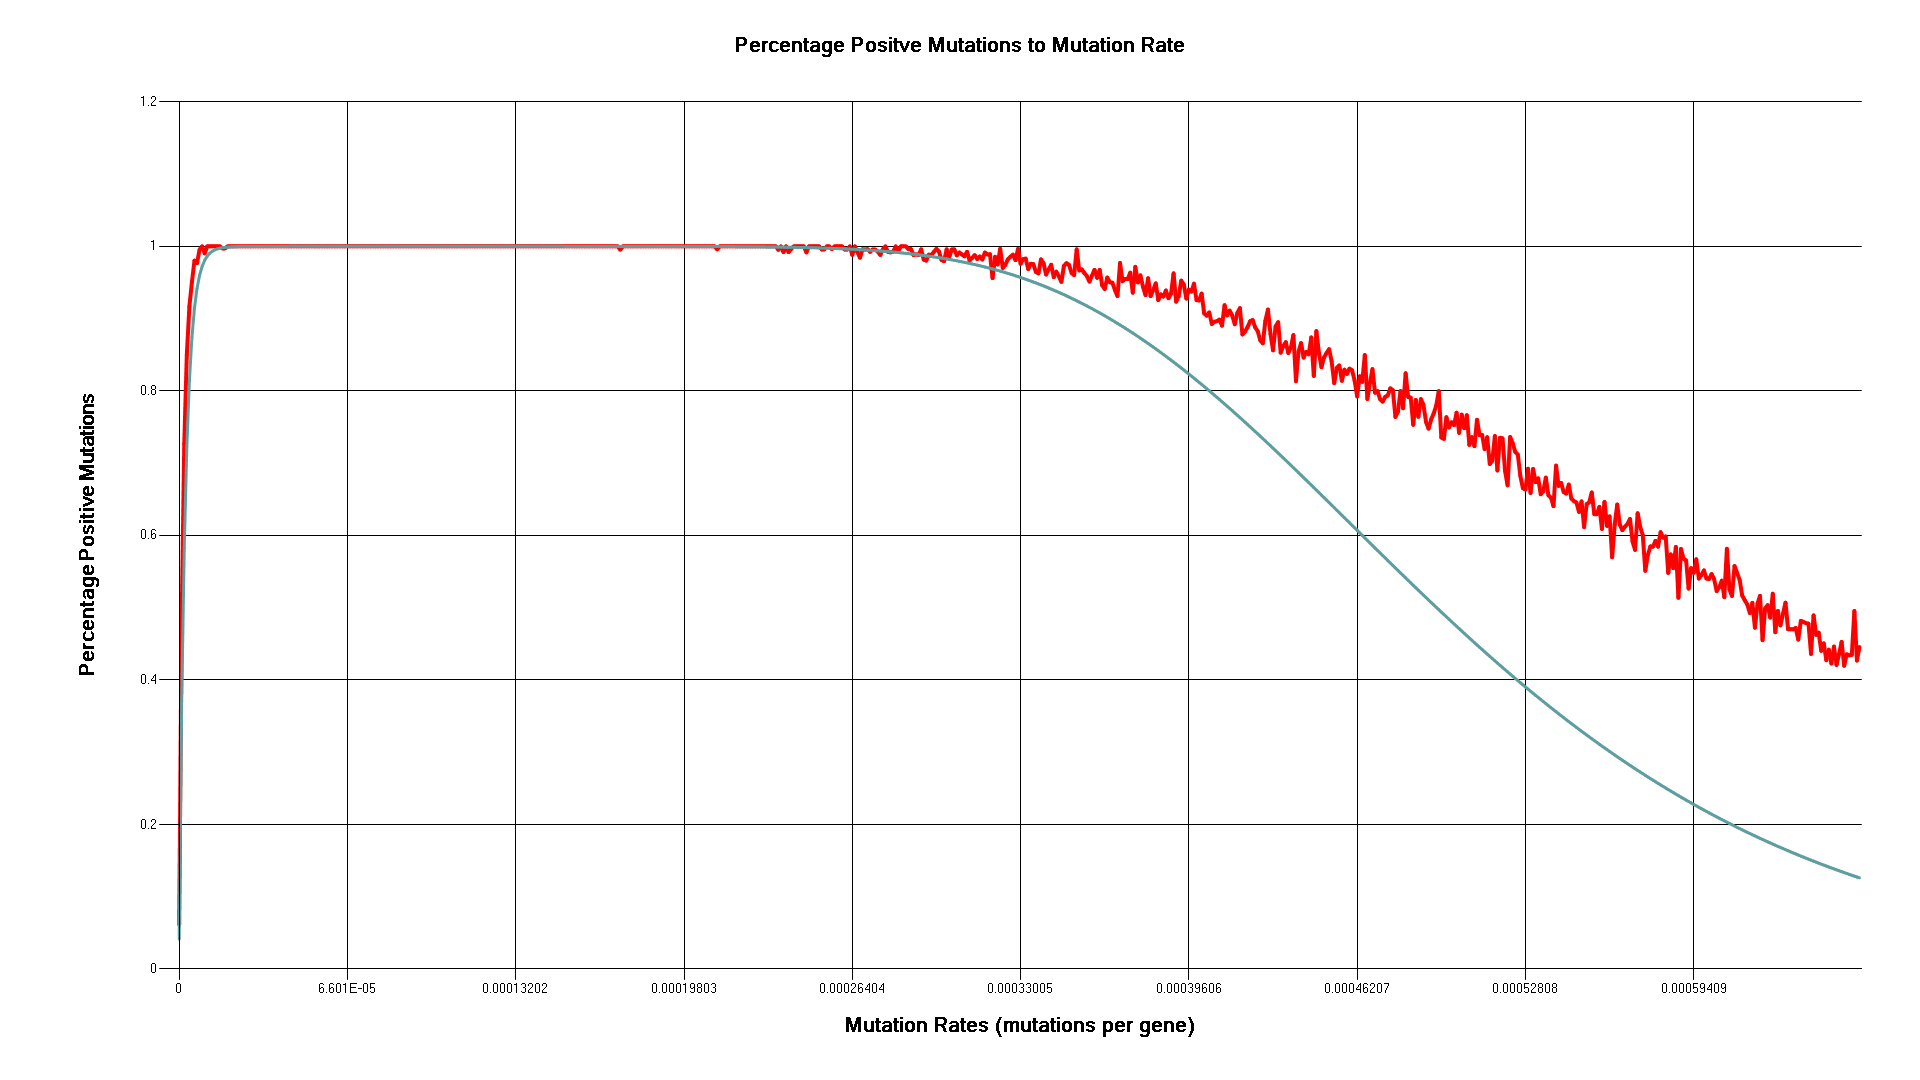 Percentage Positve Mutations to Mutation Rate
1.2
1
0.8
0.6
0.4
0.2
0
Percentage Positive Mutations
0 6.601E-05 0.00013202 0.00019803 0.00026404 0.00033005 0.00039606 0.00046207 0.00052808 0.00059409
Mutation Rates (mutations per gene)